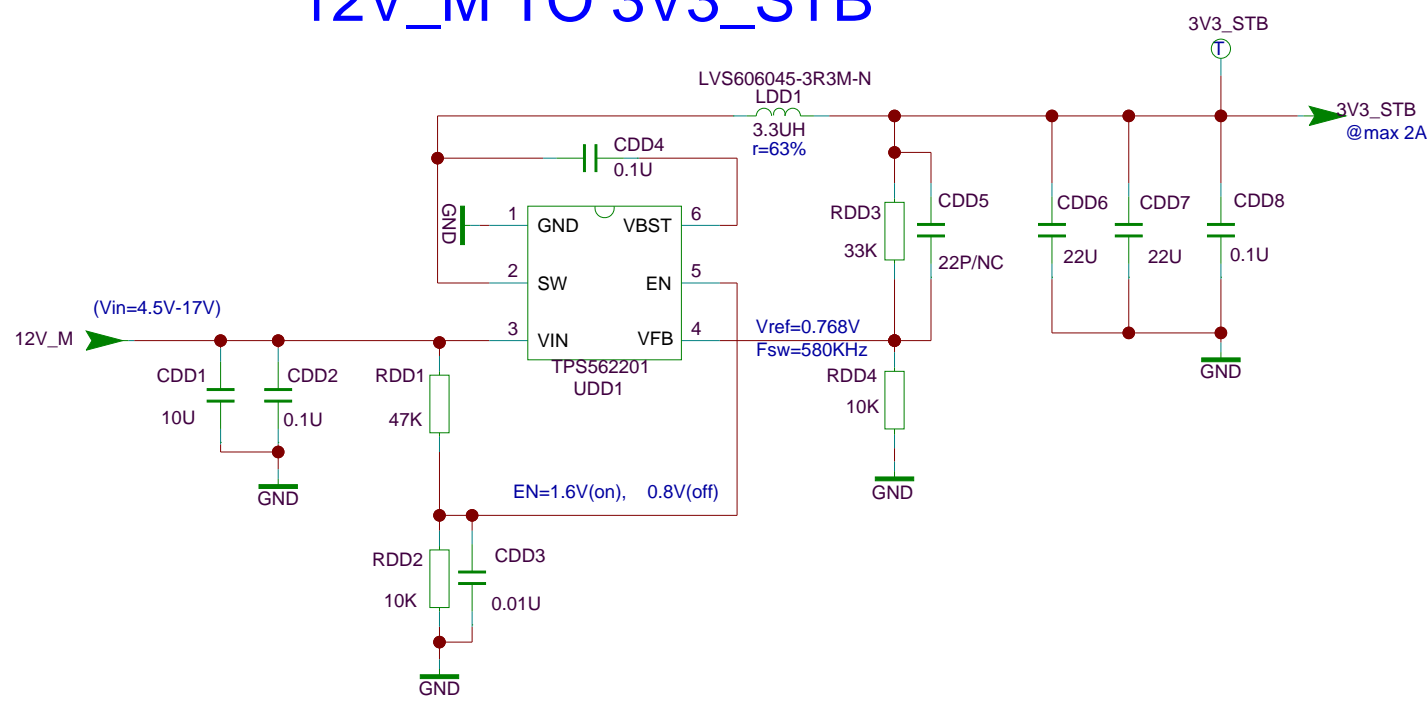 12V_M TO 3V3_STB
3V3_STB
T
LVS606045-3R3M-N
LDD1
3.3UH
r=63%
3V3_STB
@max 2A
CDD4
0.1U
GND
1
GND
VBST
6
2
SW
EN
5
3
VIN
VFB
4
TPS562201
UDD1
RDD3
33K
CDD5
22P/NC
CDD6
22U
CDD7
22U
CDD8
0.1U
GND
(Vin=4.5V-17V)
12V_M
Vref=0.768V
Fsw=580KHz
CDD1
10U
CDD2
0.1U
GND
RDD1
47K
RDD4
10K
GND
EN=1.6V(on), 0.8V(off)
RDD2
10K
CDD3
0.01U
GND